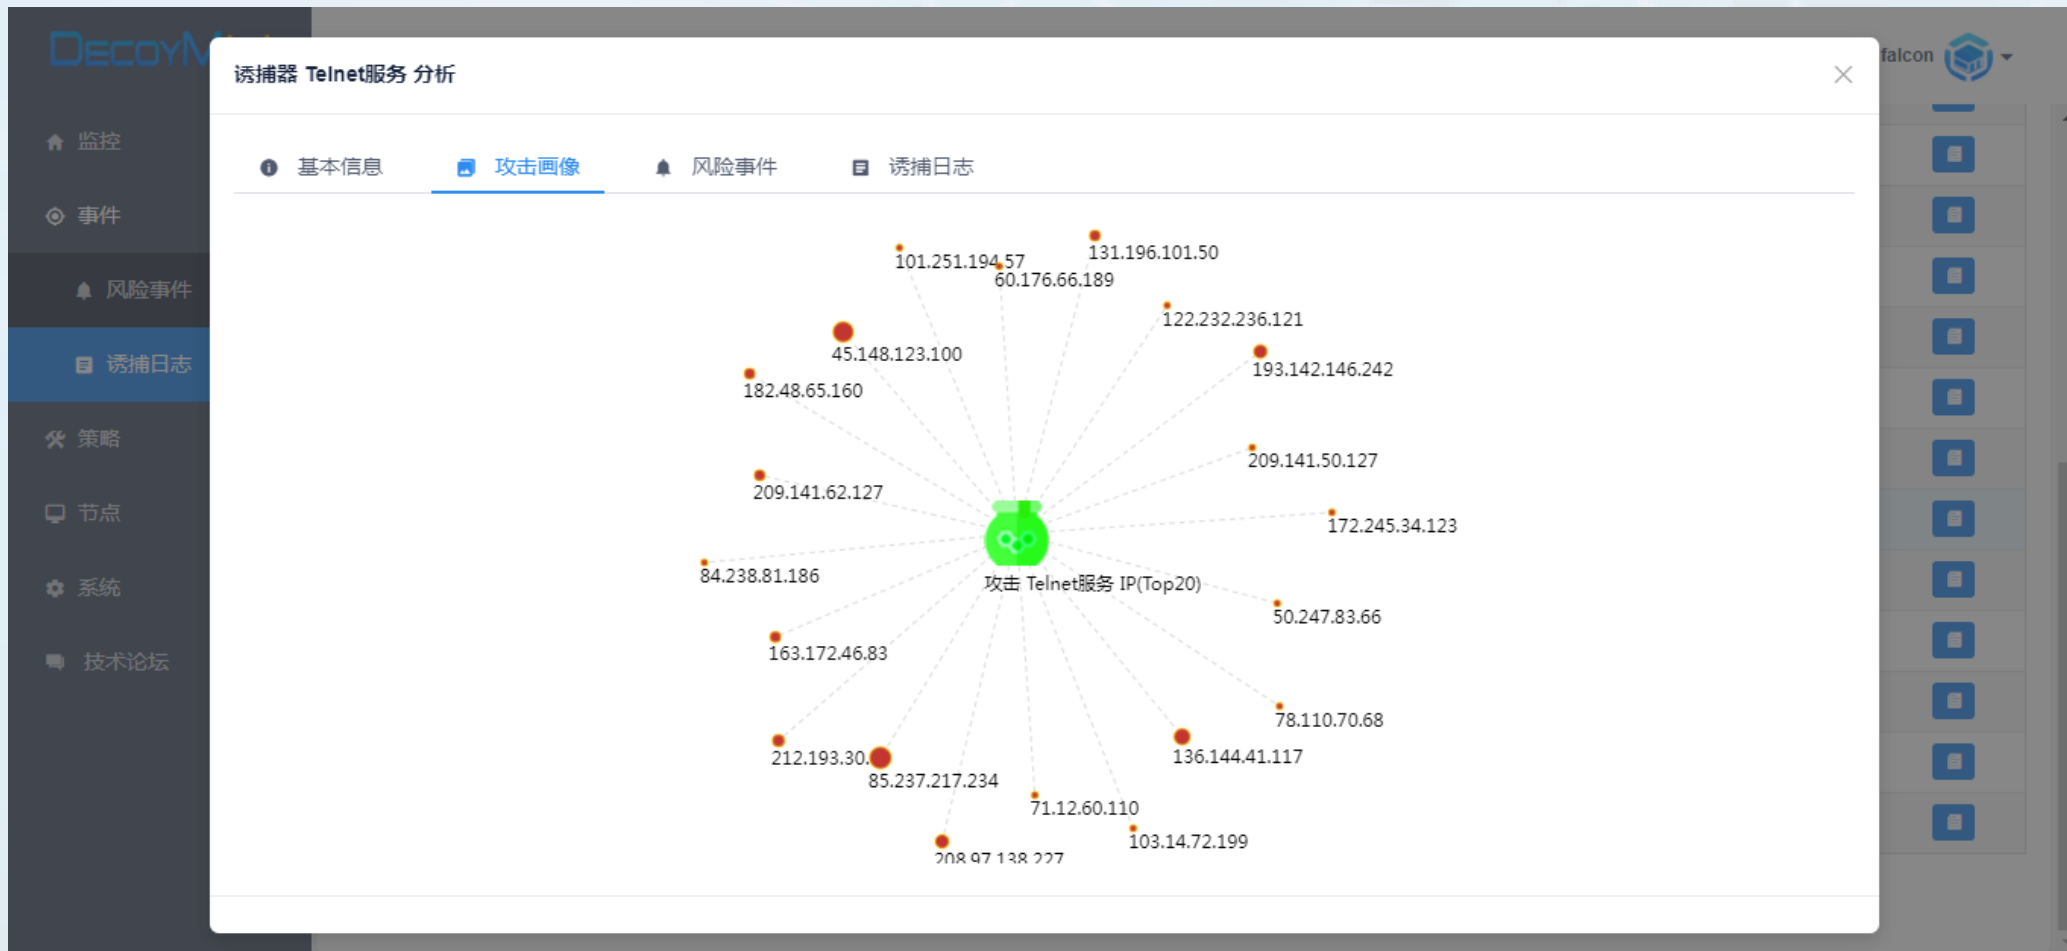 falcon
诱捕器 Telnet服务 分析
监控
事件
风险事件
诱捕日志
策略
节点
系统
技术论坛
基本信息
攻击画像
风险事件
诱捕日志
131.196.101.50
101.251.194.57
60.176.66.189
122.232.236.121
45.148.123.100
193.142.146.242
182.48.65.160
209.141.50.127
209.141.62.127
172.245.34.123
84.238.81.186
攻击 Telnet服务 IP(Top20)
50.247.83.66
163.172.46.83
78.110.70.68
136.144.41.117
212.193.30.
85.237.217.234
71.12.60.110
103.14.72.199
208.97.138.227